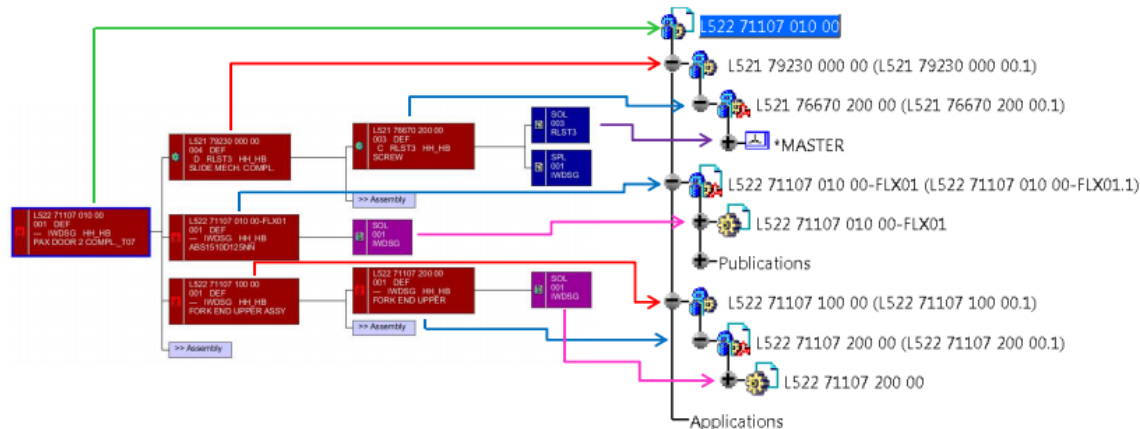 L522 71107 010 00
001 DEF
--- IWDSG HH_HB
PAX DOOR 2 COMPL._T07
L521 79230 000 00
004 DEF
D RLST3 HH_HB
SLIDE MECH. COMPL.
L522 71107 010 00-FLX01
001 DEF
--- IWDSG HH_HB
ABS1510D125NN
L522 71107 100 00
001 DEF
--- IWDSG HH_HB
FORK END UPPER ASSY
>> Assembly
L521 76670 200 00
003 DEF
C RLST3 HH_HB
SCREW
>> Assembly
SOL
001
IWDSG
L522 71107 200 00
001 DEF
--- IWDSG HH_HB
FORK END UPPER
>> Assembly
SOL
003
RLST3
SPL
001
IWDSG
SOL
001
IWDSG
L522 71107 010 00
L521 79230 000 00 (L521 79230 000 00.1)
L521 76670 200 00 (L521 76670 200 00.1)
*MASTER
L522 71107 010 00-FLX01 (L522 71107 010 00-FLX01.1)
L522 71107 010 00-FLX01
Publications
L522 71107 100 00 (L522 71107 100 00.1)
L522 71107 200 00 (L522 71107 200 00.1)
L522 71107 200 00
Applications